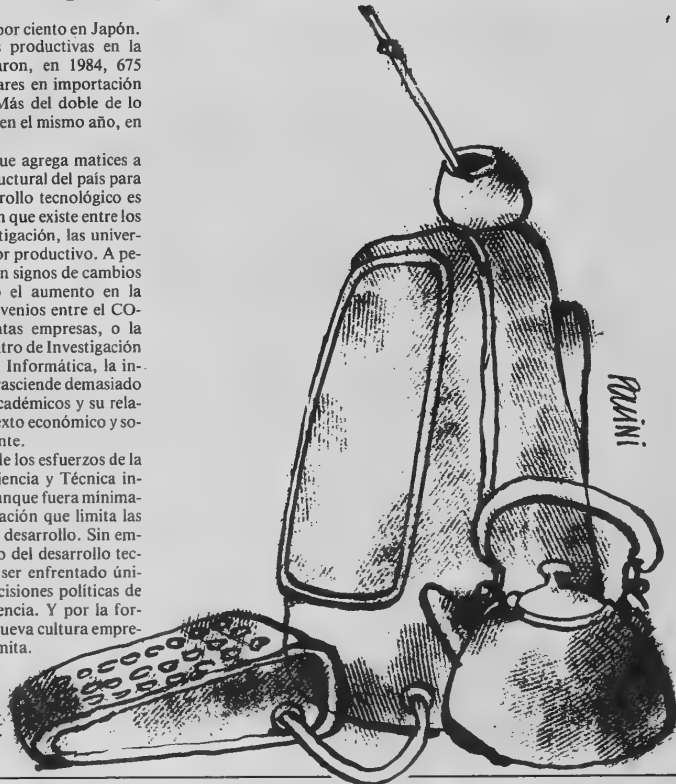 por ciento en Japón.
s productivas en la
aron, en 1984, 675
ares en importación
Más del doble de lo
en el mismo año, en
ue agrega matices a
uctural del país para
rrollo tecnológico es
n que existe entre los
tigación, las univer-
or productivo. A pe-
n signos de cambios
o el aumento en la
venios entre el CO-
ntas empresas, o la
tro de Investigación
Informática, la in-
rasciende demasiado
cadémicos y su rela-
exto económico y so-
nte.
de los esfuerzos de la
iencia y Técnica in-
unque fuera mínima-
ación que limita las
desarrollo. Sin em-
o del desarrollo tec-
ser enfrentado úni-
cisiones políticas de
encia. Y por la for-
ueva cultura empre-
mita.